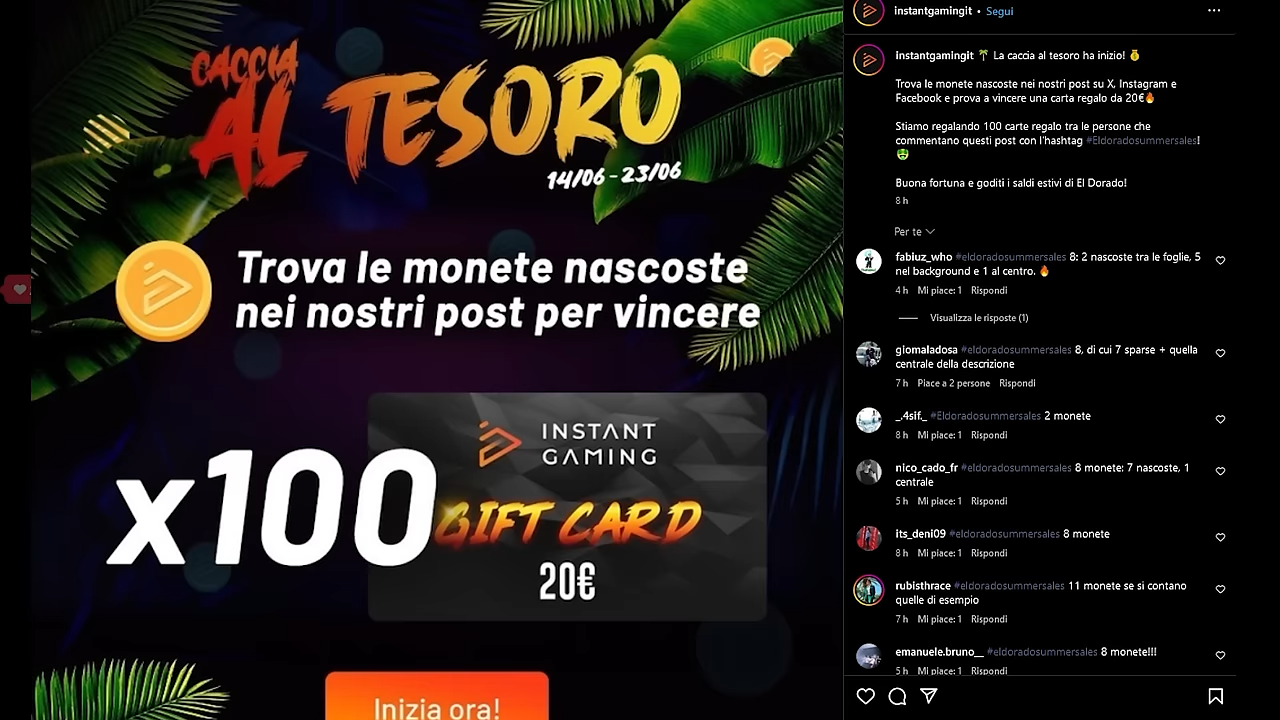 CACCIA
AL TESORO
14/06 - 23/06
Trova le monete nascoste
nei nostri post per vincere
x100
INSTANT
GAMING
GIFT CARD
20€
Inizia ora!
instantgamingit • Segui
instantgamingit 🌴 La caccia al tesoro ha inizio! 💰
Trova le monete nascoste nei nostri post su X, Instagram e
Facebook e prova a vincere una carta regalo da 20€🔥
Stiamo regalando 100 carte regalo tra le persone che
commentano questi post con l'hashtag #Eldoradosummersales!
🤑
Buona fortuna e goditi i saldi estivi di El Dorado!
8 h
Per te
fabiuz_who #eldoradosummersales 8: 2 nascoste tra le foglie, 5
nel background e 1 al centro. 🔥
4 h Mi piace: 1 Rispondi
Visualizza le risposte (1)
giomaladosa #eldoradosummersales 8, di cui 7 sparse + quella
centrale della descrizione
7 h Piace a 2 persone Rispondi
_.4sif._ #Eldoradosummersales 2 monete
8 h Mi piace: 1 Rispondi
nico_cado_fr #eldoradosummersales 8 monete: 7 nascoste, 1
centrale
5 h Mi piace: 1 Rispondi
its_deni09 #eldoradosummersales 8 monete
8 h Mi piace: 1 Rispondi
rubisthrace #eldoradosummersales 11 monete se si contano
quelle di esempio
7 h Mi piace: 1 Rispondi
emanuele.bruno__ #eldoradosummersales 8 monete!!!
5 h Mi piace: 1 Rispondi